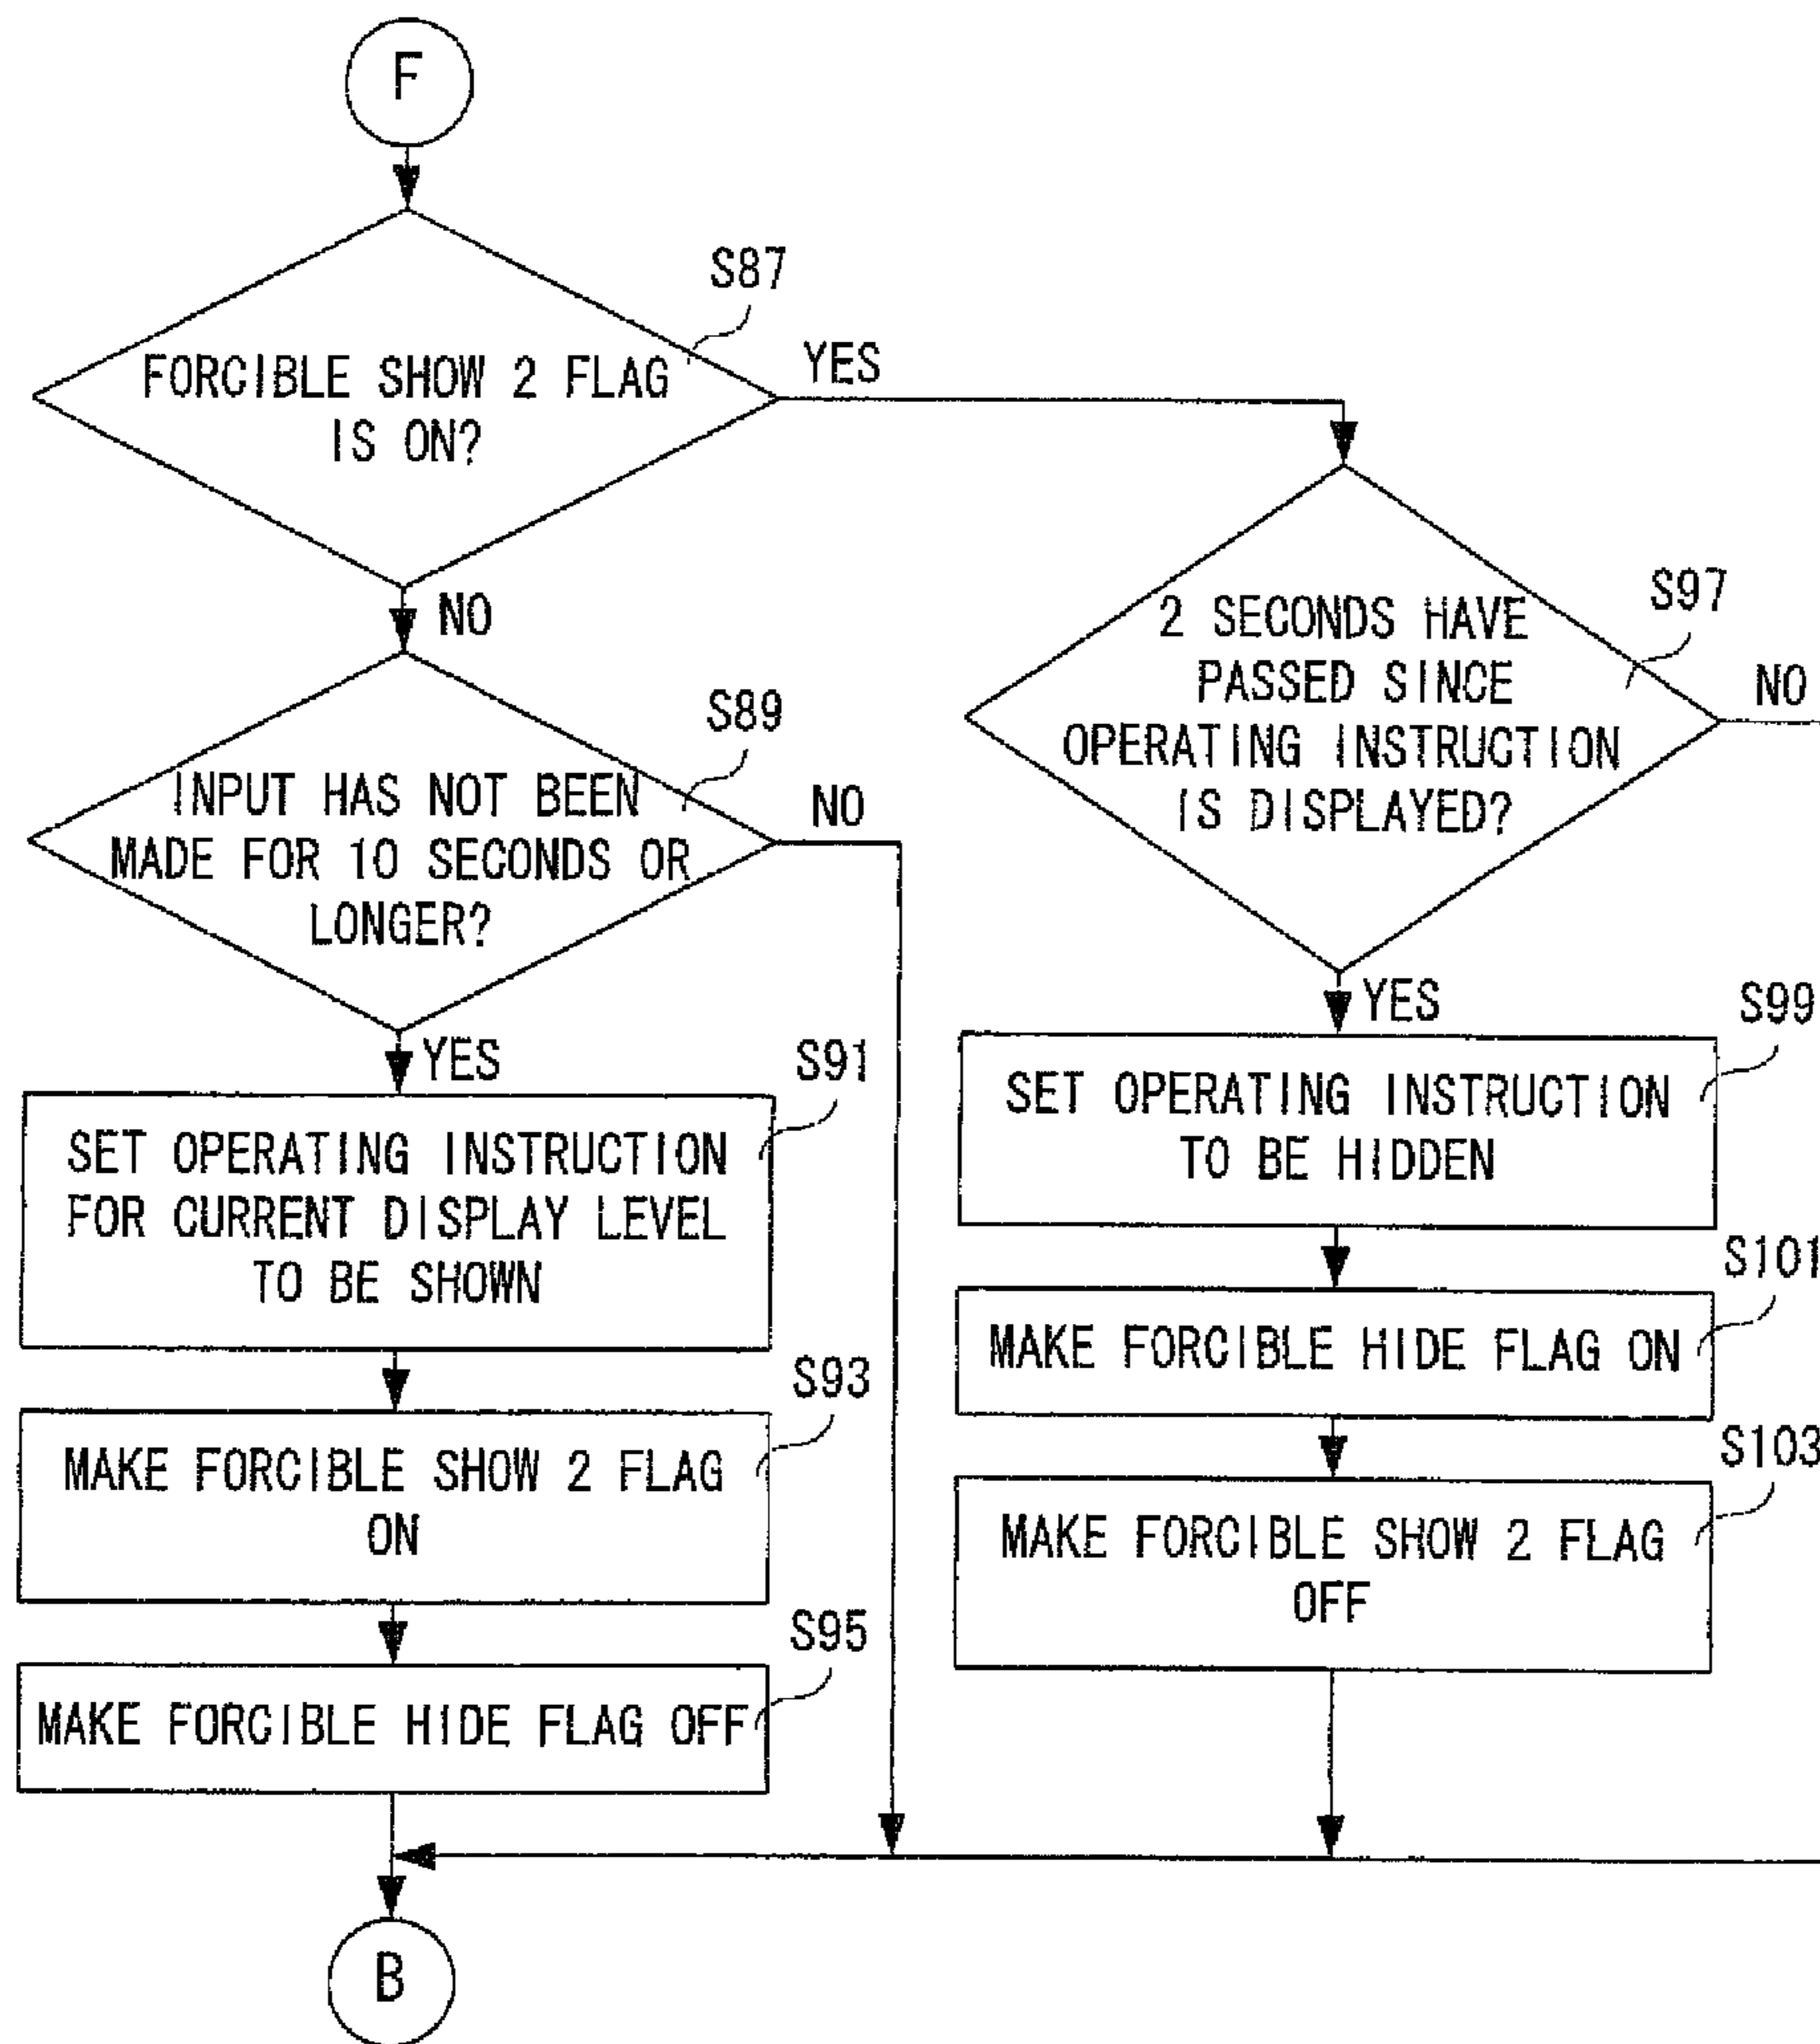 F
S87
FORCIBLE SHOW 2 FLAG
IS ON?
YES
NO
S89
INPUT HAS NOT BEEN
MADE FOR 10 SECONDS OR
LONGER?
NO
YES
S91
SET OPERATING INSTRUCTION
FOR CURRENT DISPLAY LEVEL
TO BE SHOWN
S93
MAKE FORCIBLE SHOW 2 FLAG
ON
S95
MAKE FORCIBLE HIDE FLAG OFF
S97
2 SECONDS HAVE
PASSED SINCE
OPERATING INSTRUCTION
IS DISPLAYED?
NO
YES
S99
SET OPERATING INSTRUCTION
TO BE HIDDEN
S101
MAKE FORCIBLE HIDE FLAG ON
S103
MAKE FORCIBLE SHOW 2 FLAG
OFF
B